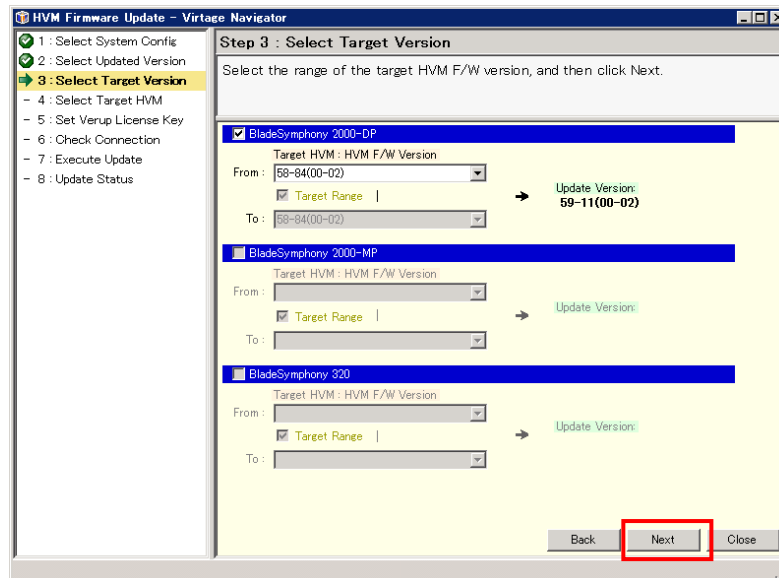 HVM Firmware Update - Virtage Navigator
1 : Select System Config
2 : Select Updated Version
3 : Select Target Version
- 4 : Select Target HVM
- 5 : Set Verup License Key
- 6 : Check Connection
- 7 : Execute Update
- 8 : Update Status
Step 3 : Select Target Version
Select the range of the target HVM F/W version, and then click Next.
BladeSymphony 2000-DP
Target HVM : HVM F/W Version
From : 58-84(00-02)
Target Range |
To : 58-84(00-02)
Update Version:
59-11(00-02)
BladeSymphony 2000-MP
Target HVM : HVM F/W Version
From :
Target Range |
To :
Update Version:
BladeSymphony 320
Target HVM : HVM F/W Version
From :
Target Range |
To :
Update Version:
Back Next Close